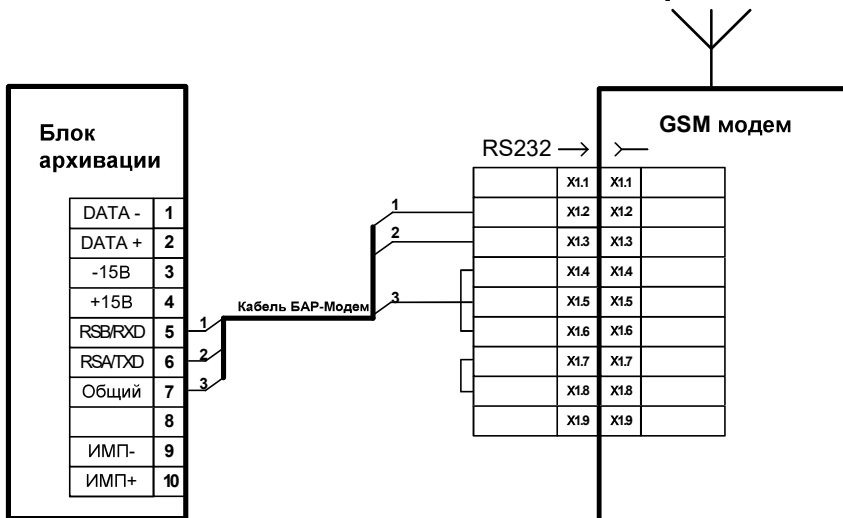 Блок
архивации
DATA - 1
DATA + 2
-15В 3
+15В 4
RSB/RXD 5
RSA/TXD 6
Общий 7
8
ИМП- 9
ИМП+ 10
1
2
3
Кабель БАР-Модем
1
2
3
RS232
GSM модем
X1.1 X1.1
X1.2 X1.2
X1.3 X1.3
X1.4 X1.4
X1.5 X1.5
X1.6 X1.6
X1.7 X1.7
X1.8 X1.8
X1.9 X1.9